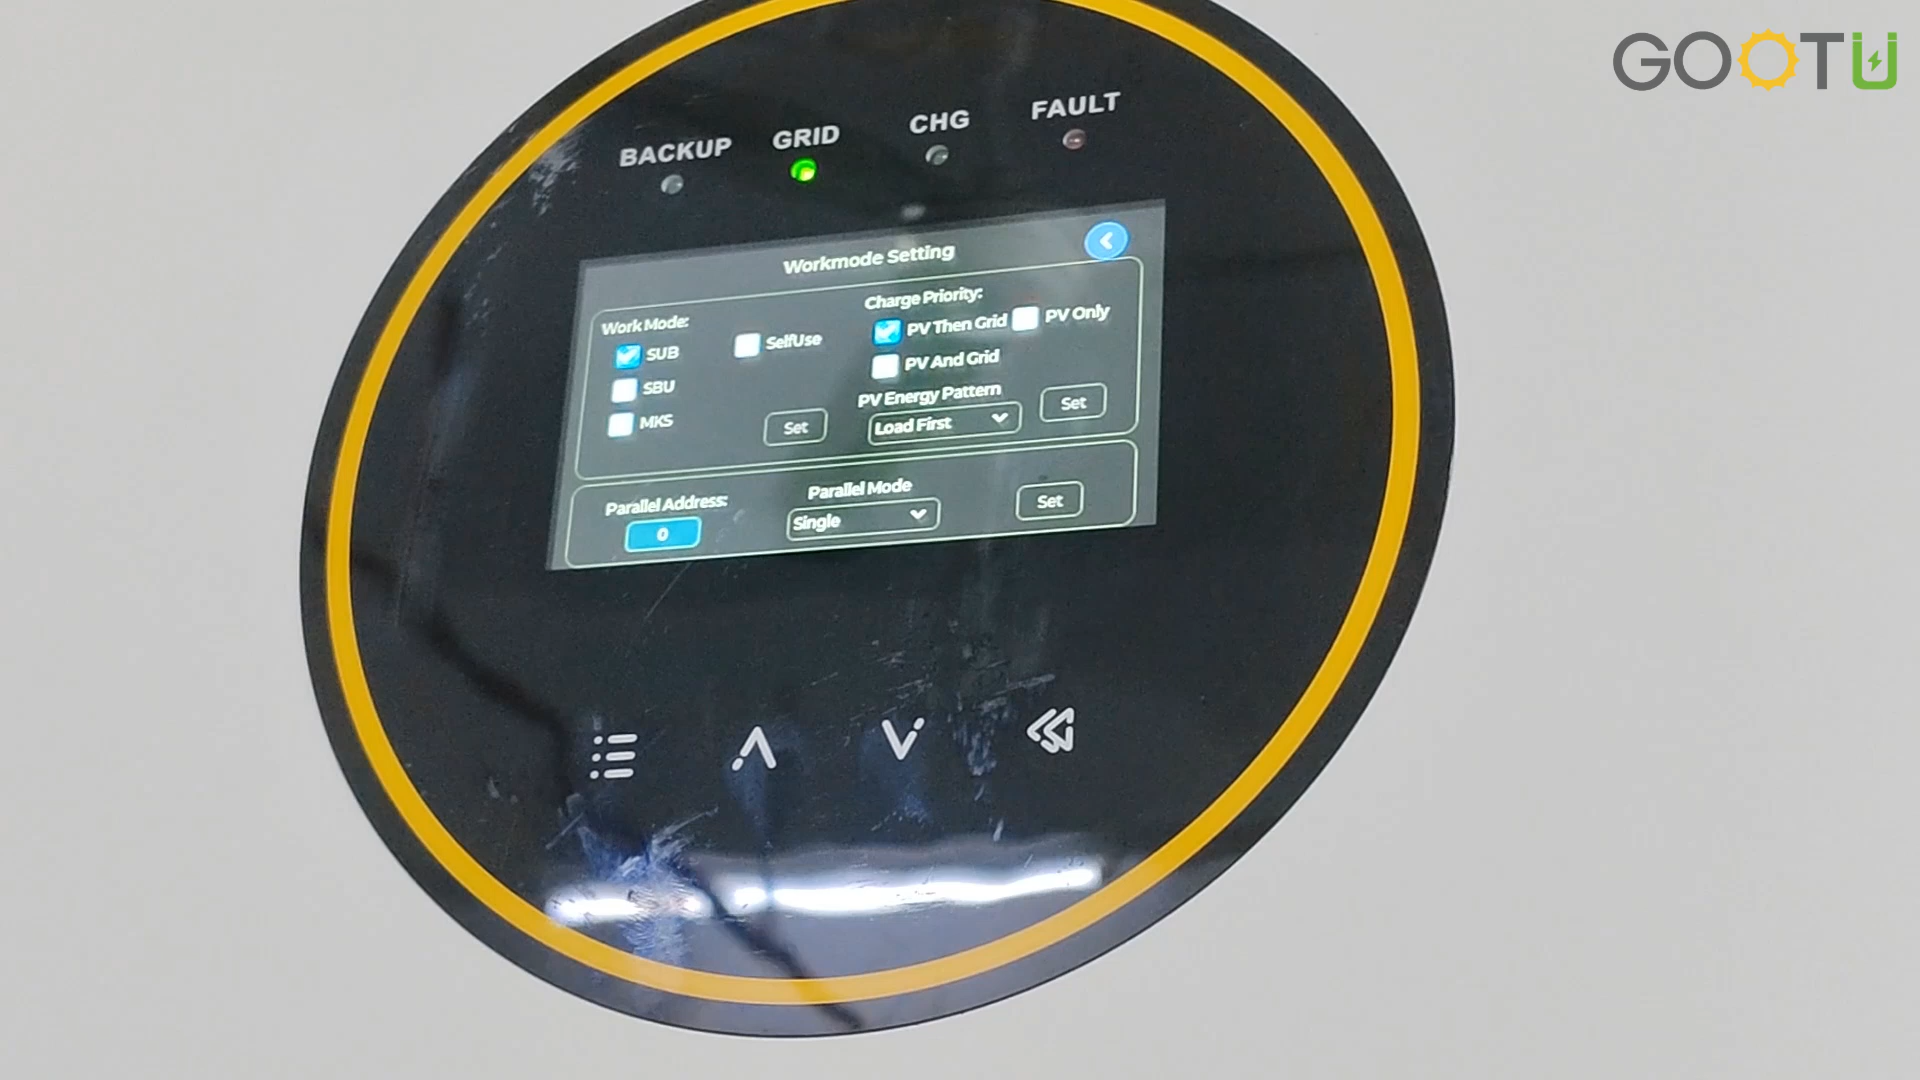 GOOTU
BACKUP
GRID
CHG
FAULT
Workmode Setting
Work Mode:
SUB
SelfUse
SBU
MKS
Set
Charge Priority:
PV Then Grid
PV Only
PV And Grid
PV Energy Pattern
Load First
Set
Parallel Address:
0
Parallel Mode
Single
Set